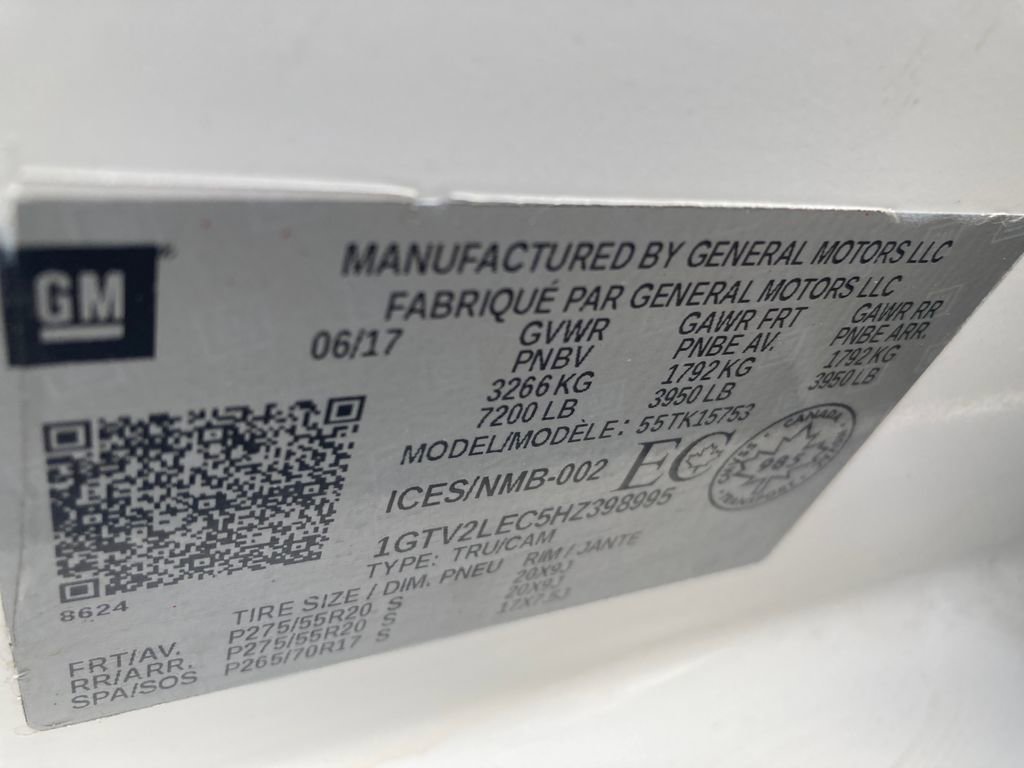 GM
MANUFACTURED BY GENERAL MOTORS LLC
FABRIQUÉ PAR GENERAL MOTORS LLC
06/17 GVWR GAWR FRT GAWR RR
PNBV PNBE AV. PNBE ARR.
3266 KG 1792 KG 1792 KG
7200 LB 3950 LB 3950 LB
MODEL/MODÈLE: 55TK15753
ICES/NMB-002 EC CANADA
985
1GTV2LEC5HZ398995
TYPE: TRU/CAM
8624
TIRE SIZE / DIM. PNEU RIM / JANTE
FRT/AV. P275/55R20 S 20X9J
RR/ARR. P275/55R20 S 20X9J
SPA/SOS P265/70R17 S 17X7.5J